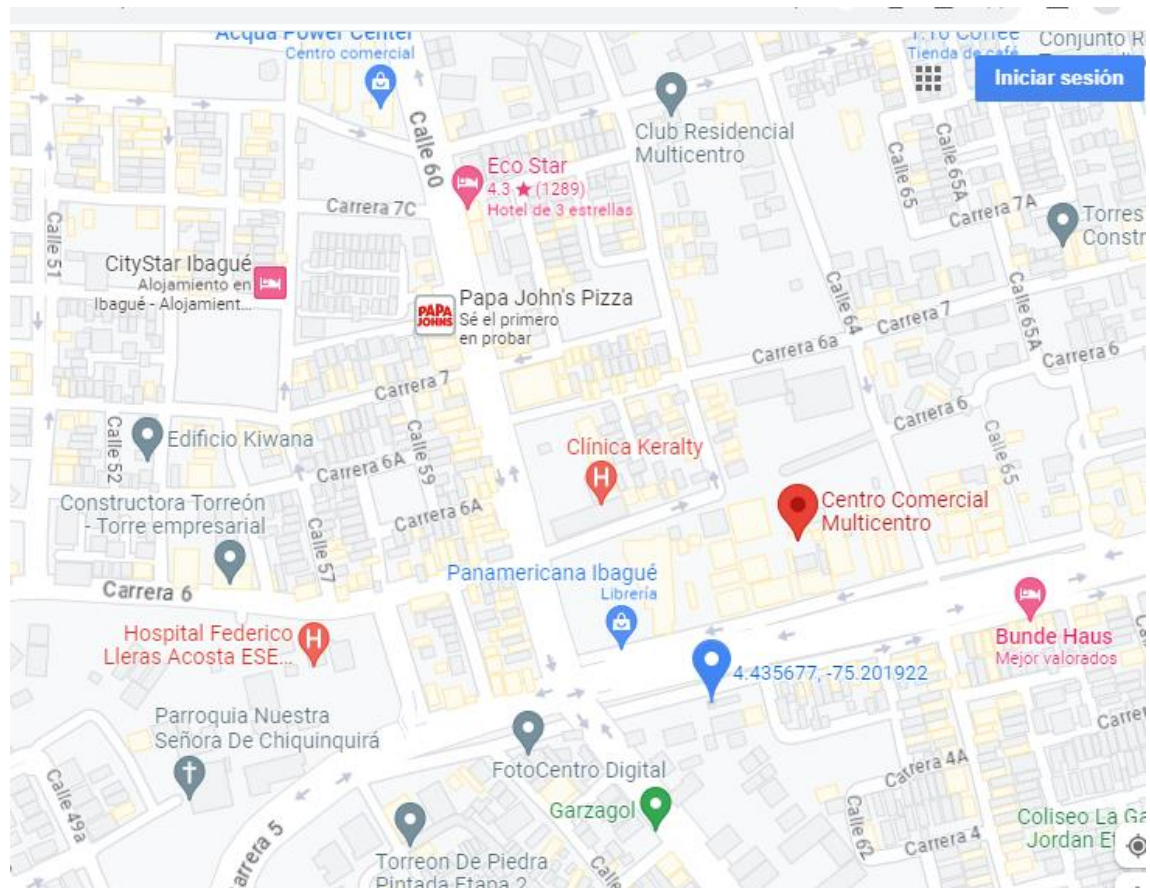 Acqua Power Center
Centro comercial
1:16 Coffee
Tienda de café
Conjunto R
Iniciar sesión
Calle 60
Club Residencial
Multicentro
Calle 65
Calle 65A
Eco Star
4.3 ★ (1289)
Hotel de 3 estrellas
Carrera 7C
Carrera 7A
Torres
Constr
Calle 51
CityStar Ibagué
Alojamiento en
Ibagué - Alojamient...
PAPA
JOHNS
Papa John's Pizza
Sé el primero
en probar
Calle 64
Carrera 7
Calle 65A
Carrera 6a
Carrera 6
Carrera 7
Carrera 6
Calle 52
Edificio Kiwana
Calle 59
Clínica Keralty
H
Calle 65
Carrera 6A
Constructora Torreón
- Torre empresarial
Carrera 6A
Centro Comercial
Multicentro
Calle 57
Panamericana Ibagué
Librería
Carrera 6
Hospital Federico
Lleras Acosta ESE...
H
Bunde Haus
Mejor valorados
4.435677, -75.201922
Parroquia Nuestra
Señora De Chiquinquirá
Carrer
FotoCentro Digital
Carrera 4A
Calle 49a
Garzagol
Calle 62
Carrera 4
Coliseo La Ga
Jordan Et
Carrera 5
Torreon De Piedra
Pintada Etapa 2
Calle